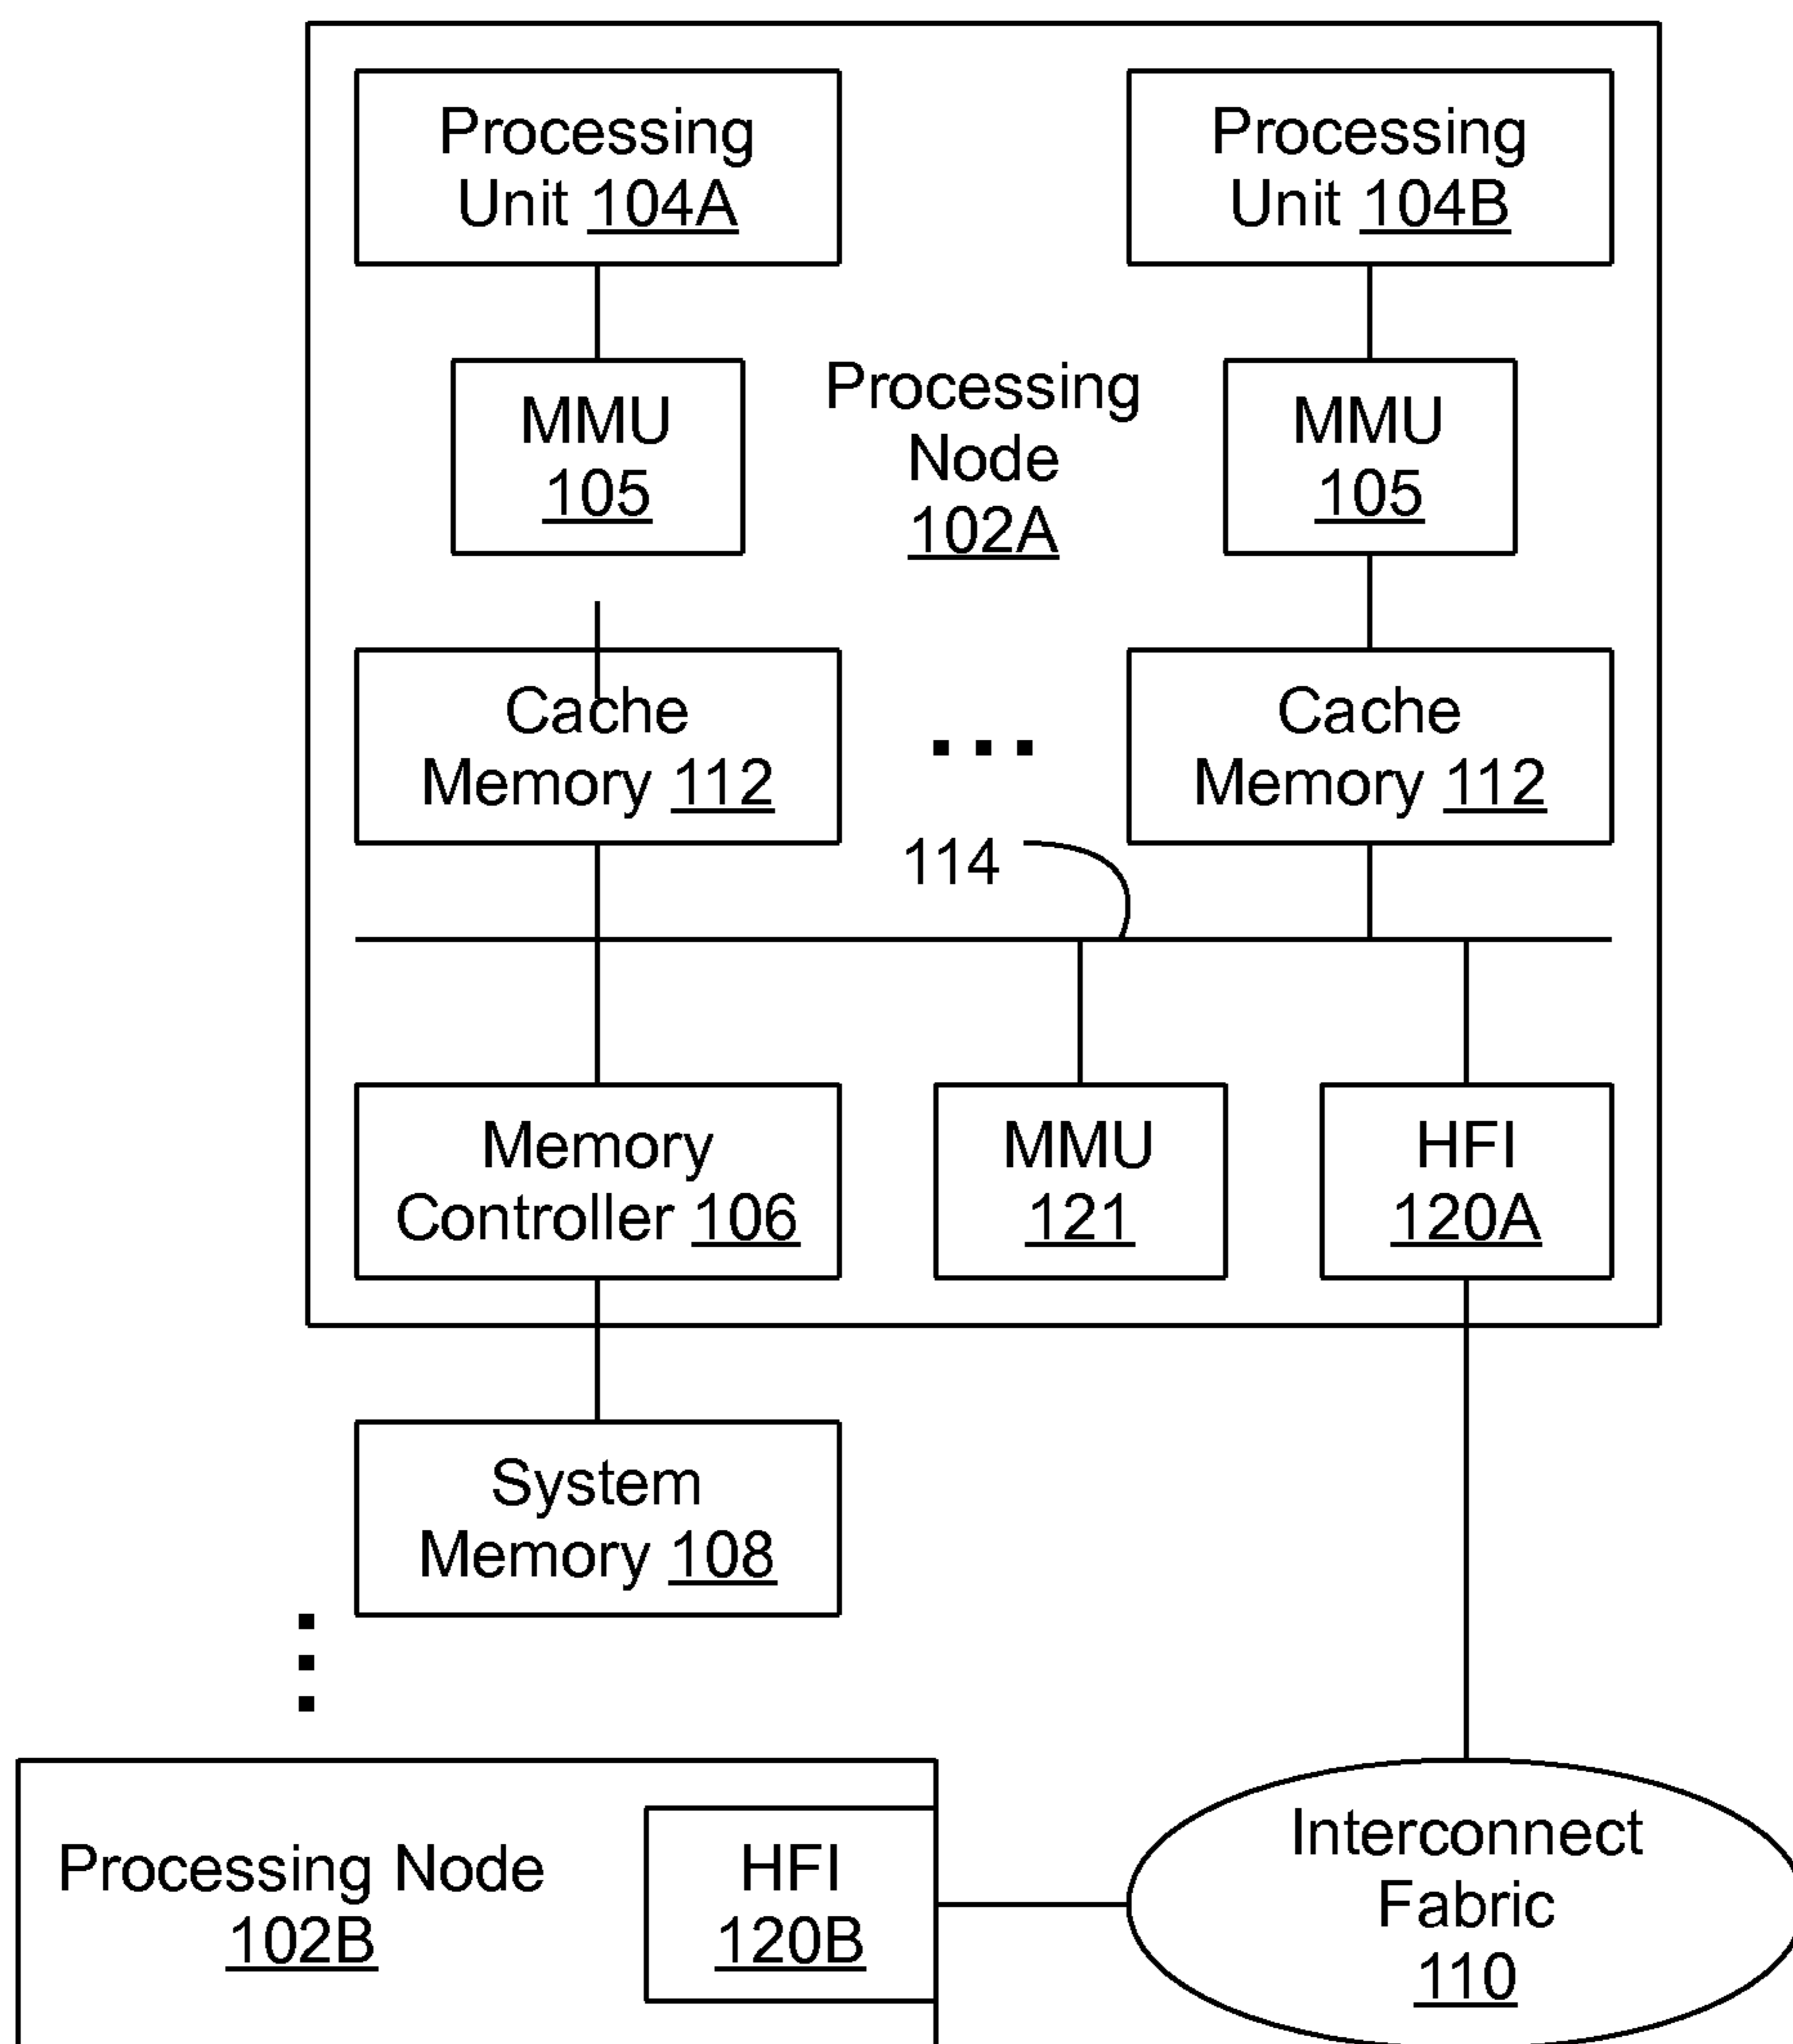 Processing
Unit 104A
Processing
Unit 104B
MMU
105
Processing
Node
102A
MMU
105
Cache
Memory 112
Cache
Memory 112
114
Memory
Controller 106
MMU
121
HFI
120A
System
Memory 108
Processing Node
102B
HFI
120B
Interconnect
Fabric
110